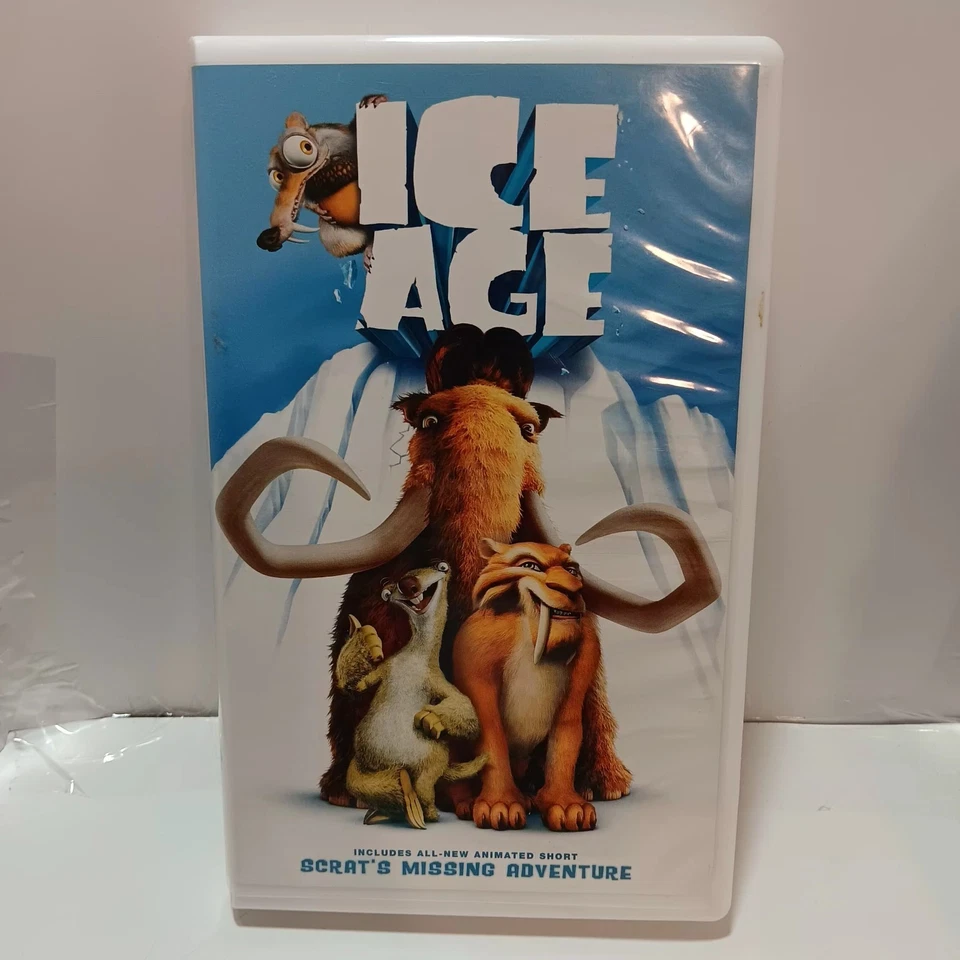 ICE
AGE
INCLUDES ALL-NEW ANIMATED SHORT
SCRAT'S MISSING ADVENTURE